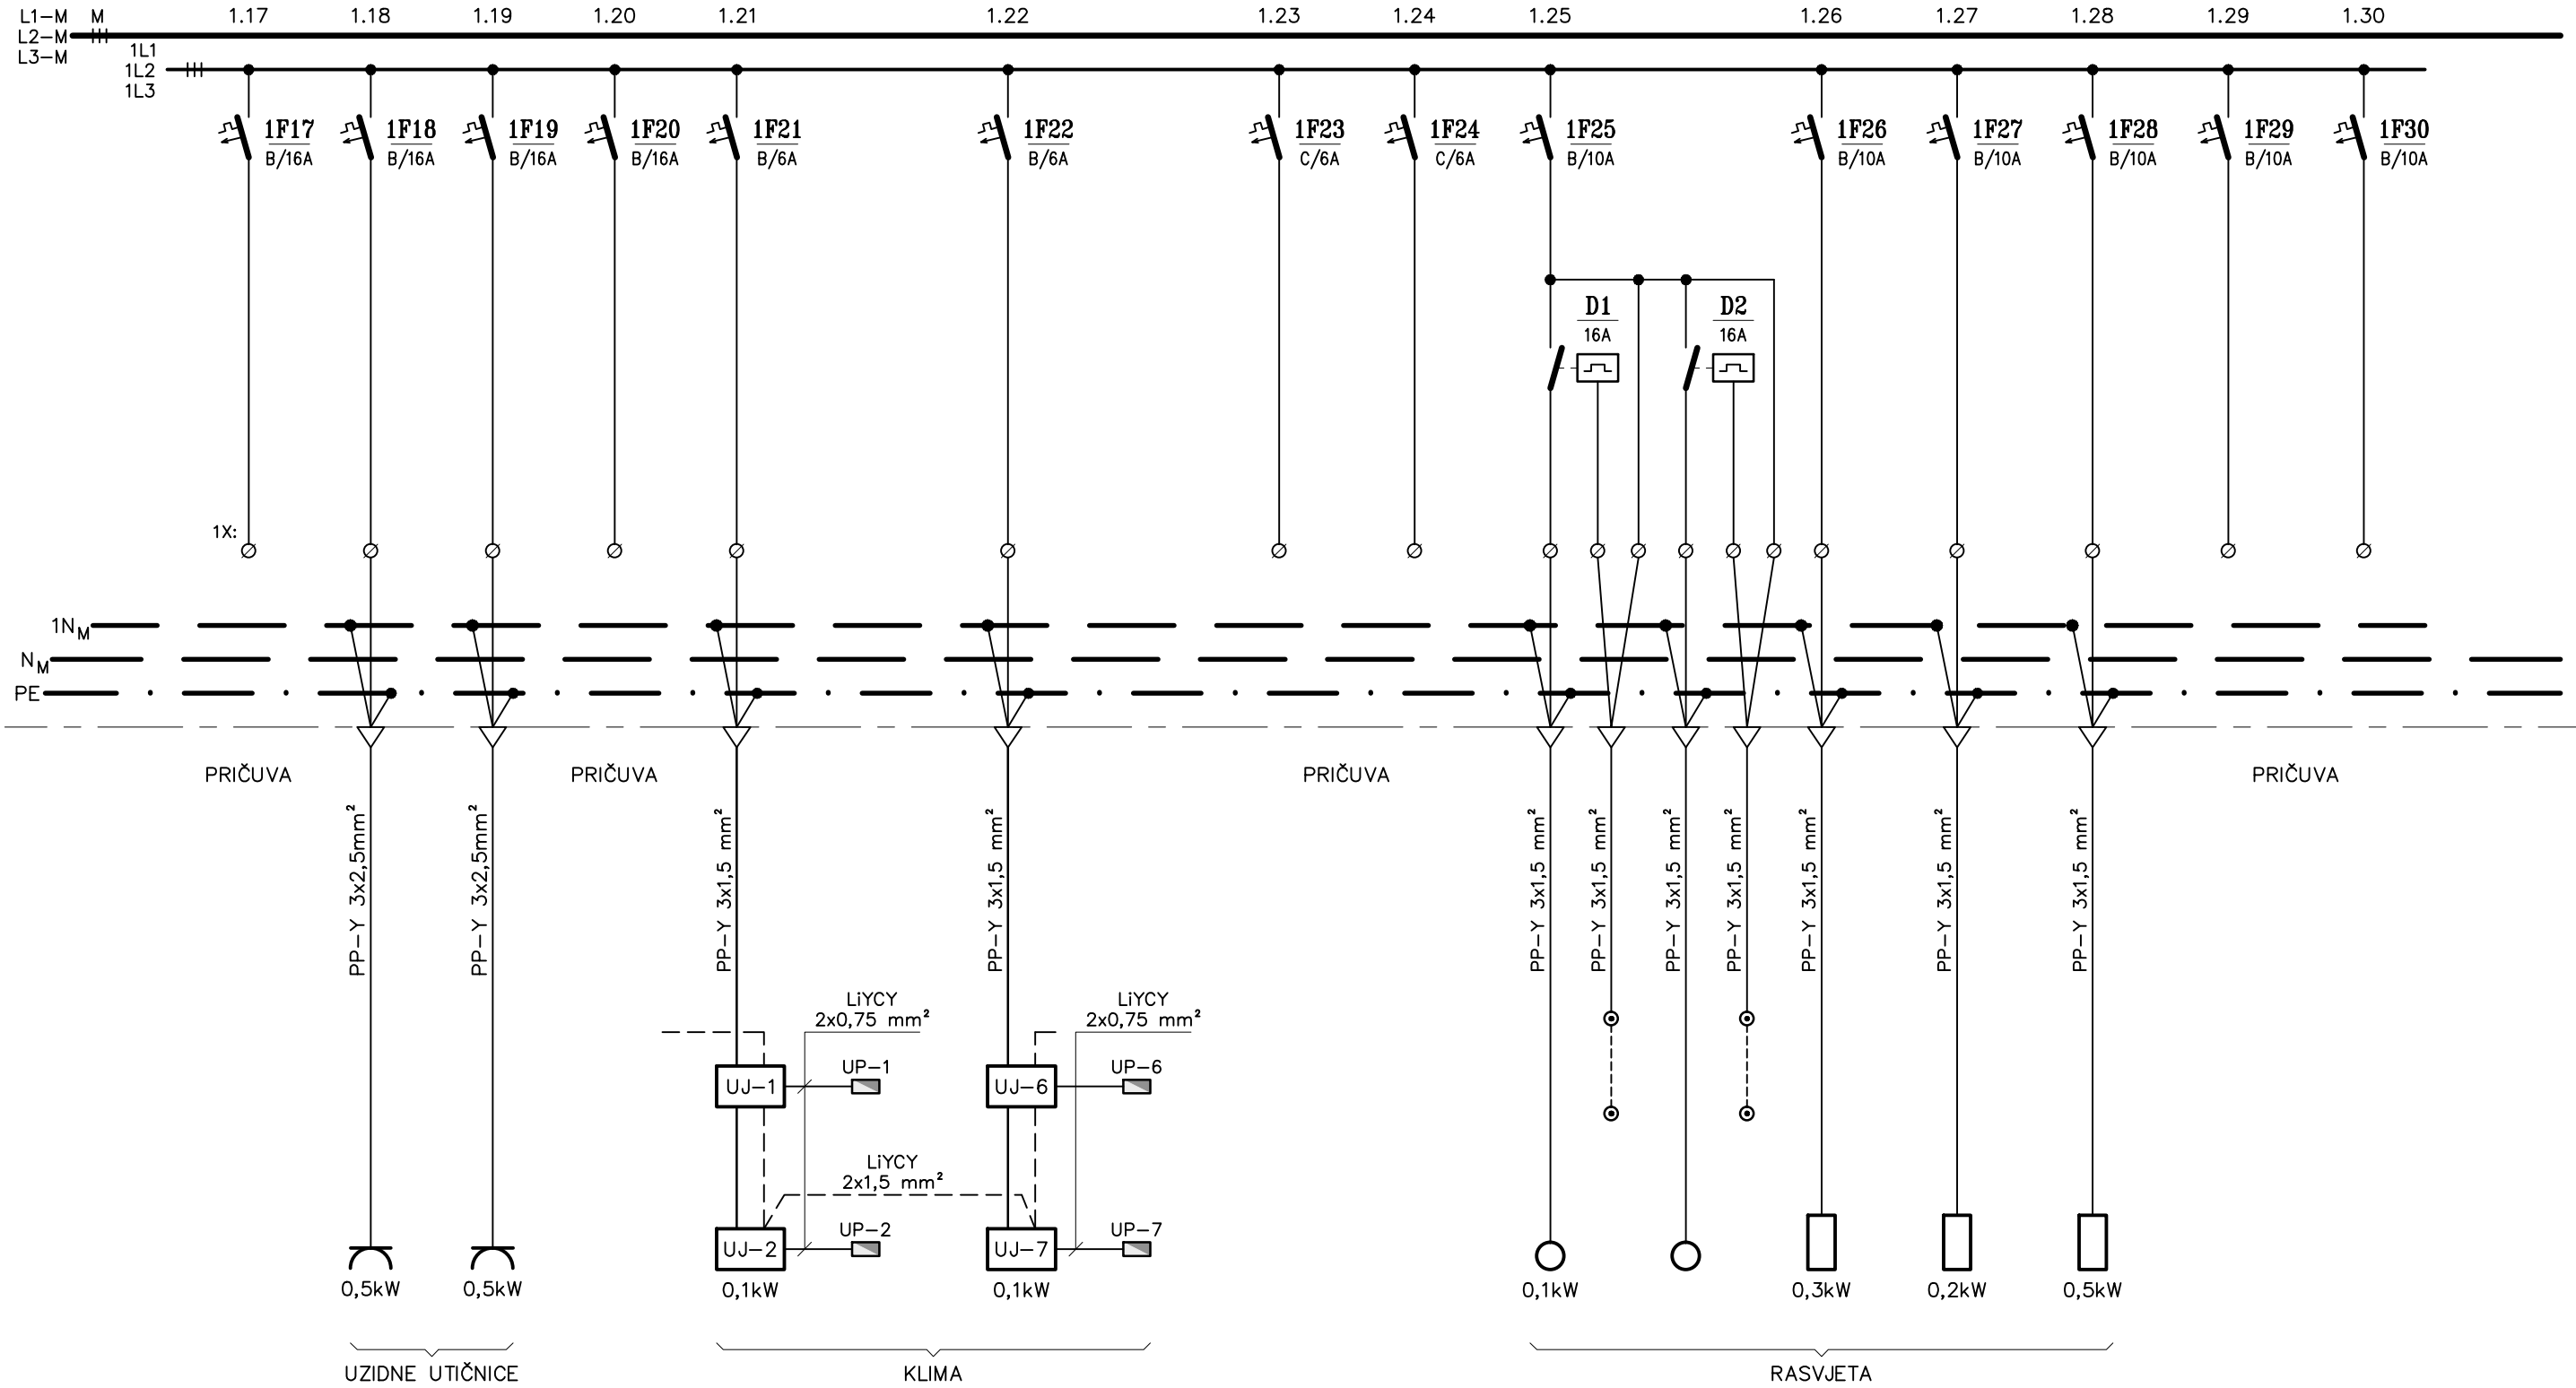 L1-M M 1.17 1.18 1.19 1.20 1.21 1.22 1.23 1.24 1.25 1.26 1.27 1.28 1.29 1.30
L2-M
L3-M
1L1
1L2
1L3
1F17 1F18 1F19 1F20 1F21 1F22 1F23 1F24 1F25 1F26 1F27 1F28 1F29 1F30
B/16A B/16A B/16A B/16A B/6A B/6A C/6A C/6A B/10A B/10A B/10A B/10A B/10A B/10A
D1 D2
16A 16A
1X:
1NM
NM
PE
PRIČUVA PRIČUVA PRIČUVA PRIČUVA
PP-Y 3x2,5mm²
PP-Y 3x2,5mm²
PP-Y 3x1,5 mm²
PP-Y 3x1,5 mm²
PP-Y 3x1,5 mm²
PP-Y 3x1,5 mm²
PP-Y 3x1,5 mm²
PP-Y 3x1,5 mm²
PP-Y 3x1,5 mm²
PP-Y 3x1,5 mm²
PP-Y 3x1,5 mm²
LiYCY LiYCY
2x0,75 mm² 2x0,75 mm²
UP-1 UP-6
UJ-1 UJ-6
LiYCY
2x1,5 mm²
UP-2 UP-7
UJ-2 UJ-7
0,5kW 0,5kW 0,1kW 0,1kW 0,1kW 0,3kW 0,2kW 0,5kW
UZIDNE UTIČNICE KLIMA RASVJETA